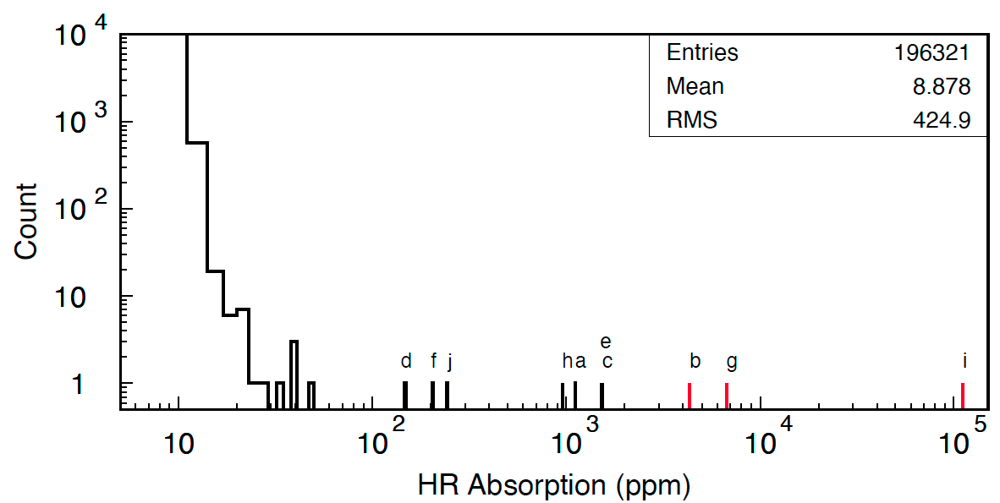 10 4
Entries 196321
Mean 8.878
RMS 424.9
10 3
10 2
10
1
Count
e
d f j h a c b g i
10 10 2 10 3 10 4 10 5
HR Absorption (ppm)